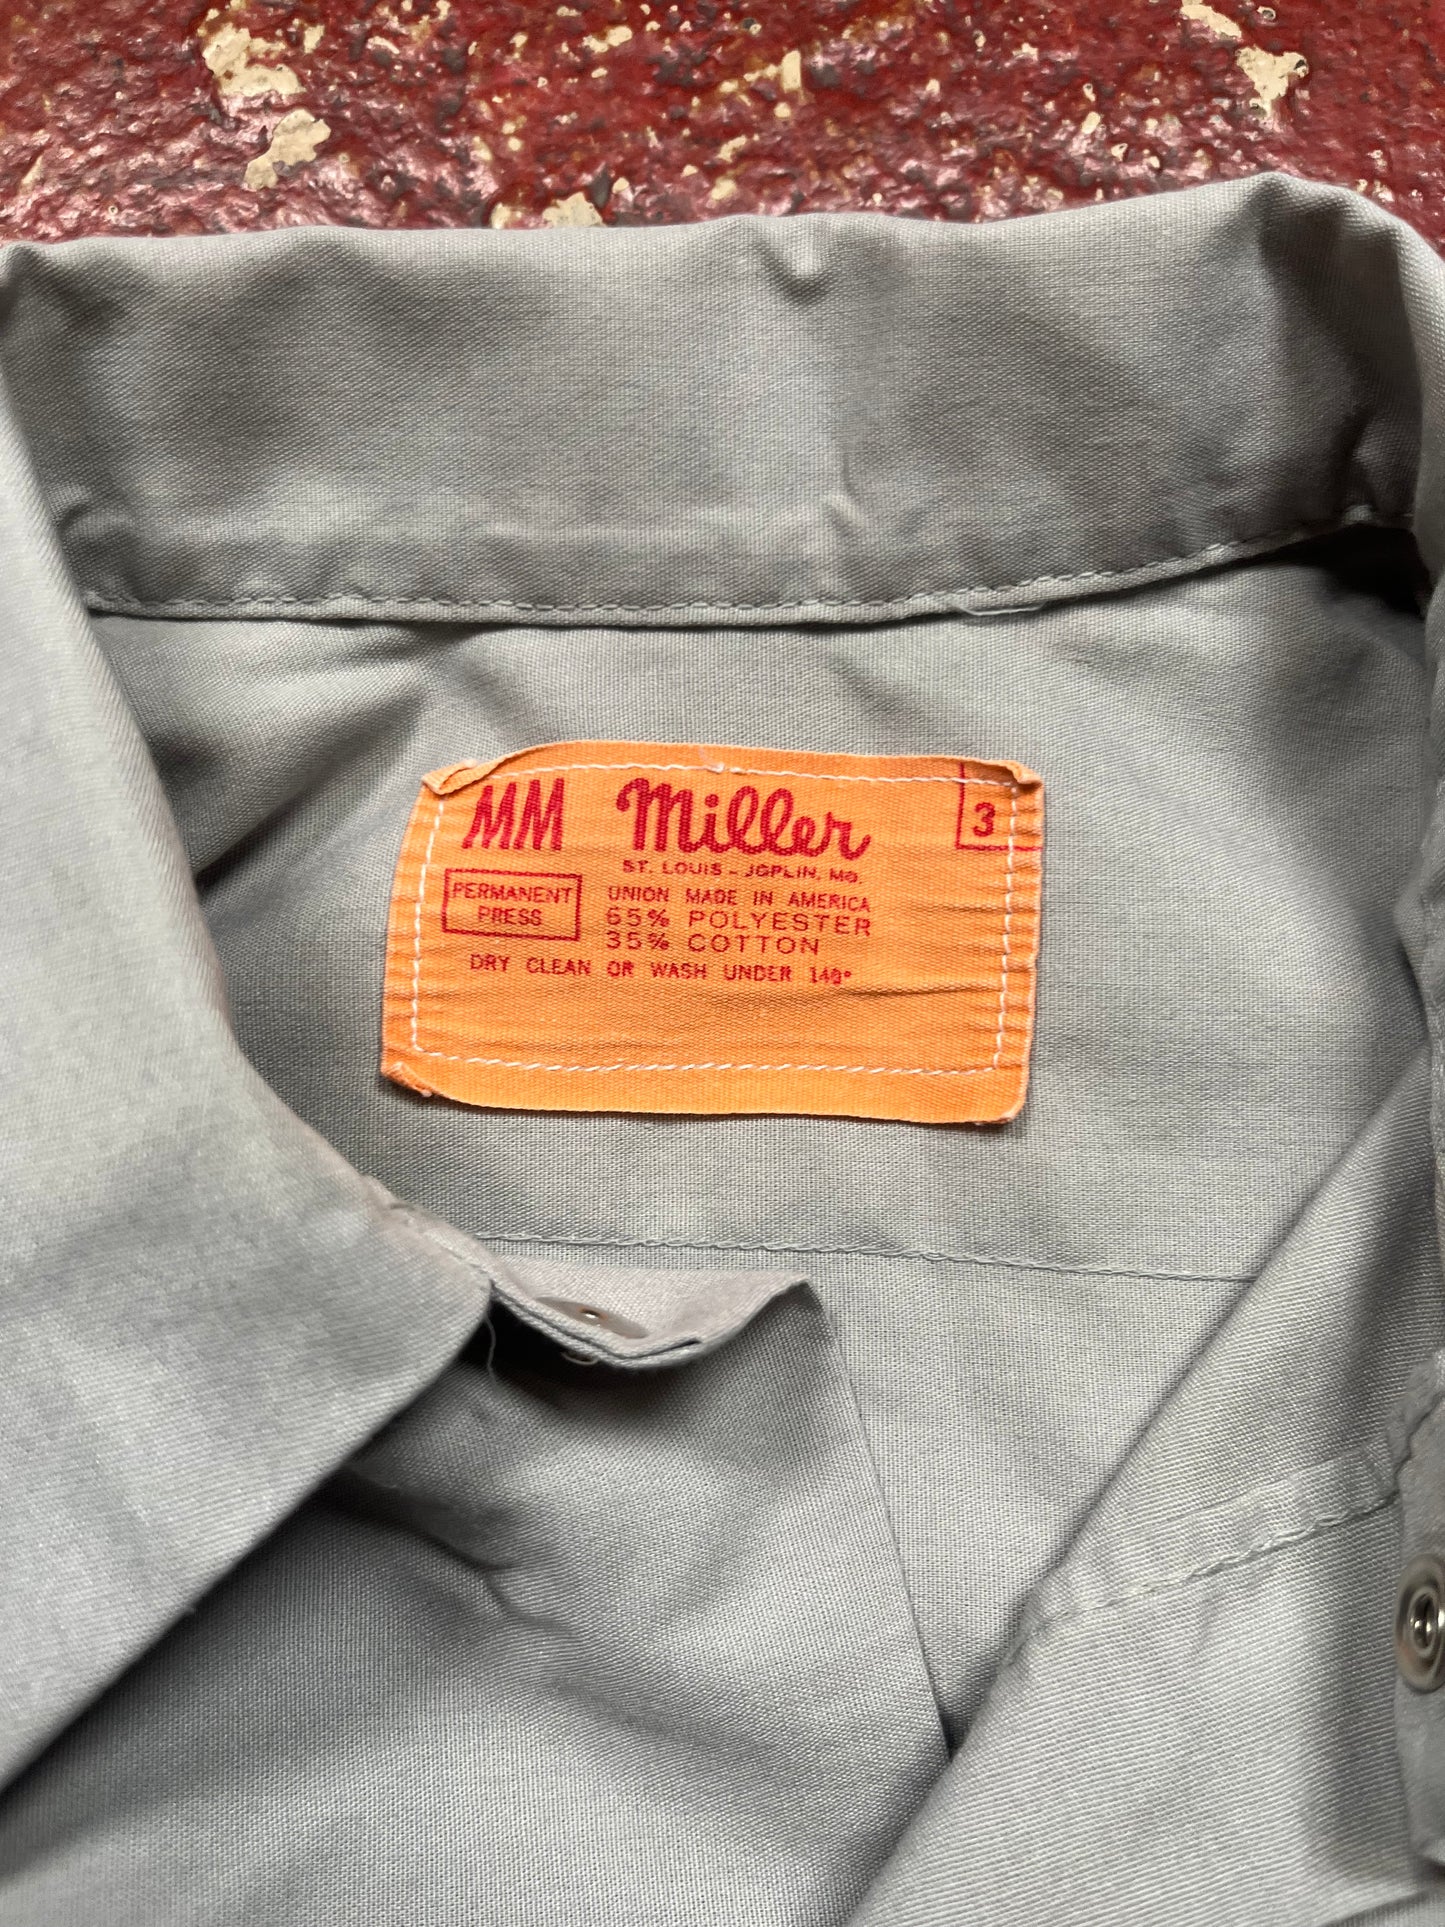 MM Miller 3
ST. LOUIS - JOPLIN, MO.
PERMANENT PRESS
UNION MADE IN AMERICA
65% POLYESTER
35% COTTON
DRY CLEAN OR WASH UNDER 140°